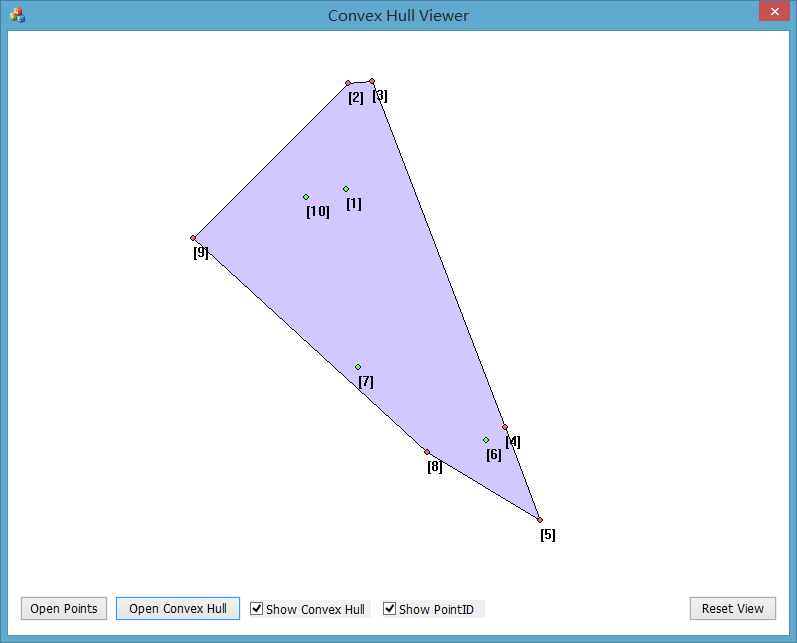 Convex Hull Viewer
[2]
[3]
[1]
[10]
[9]
[7]
[4]
[6]
[8]
[5]
Open Points
Open Convex Hull
Show Convex Hull
Show PointID
Reset View